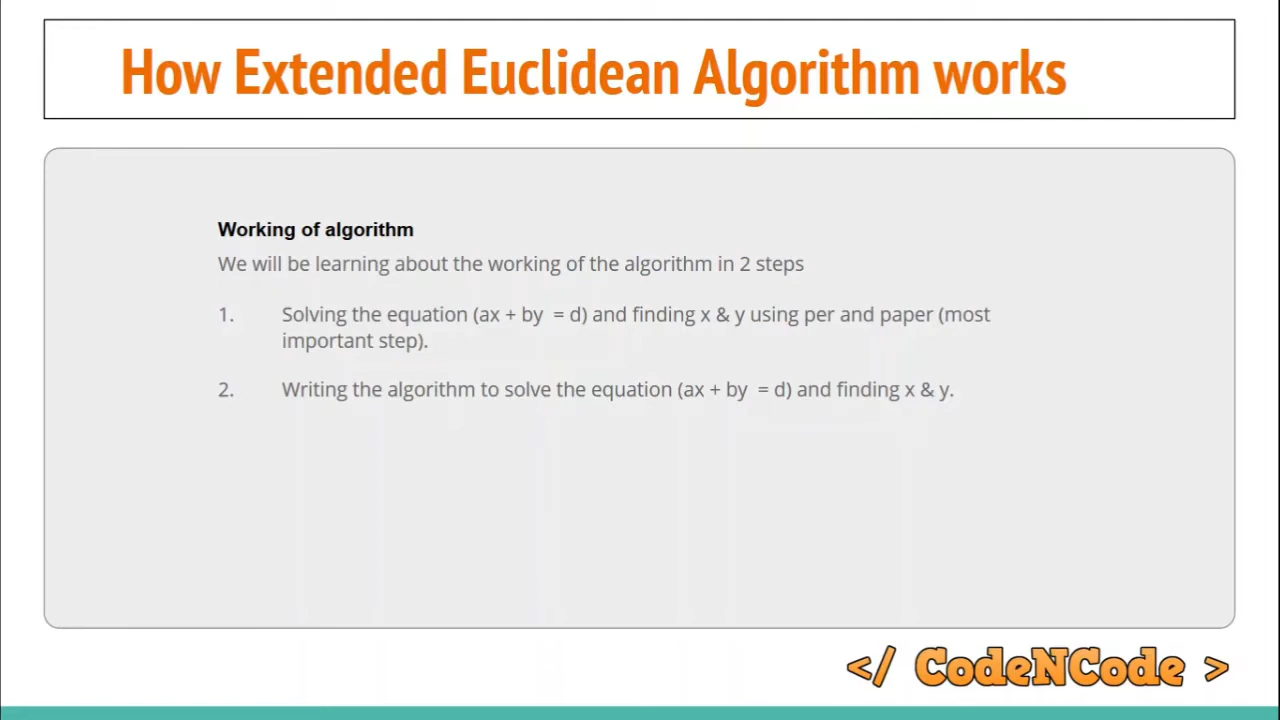 How Extended Euclidean Algorithm works
Working of algorithm
We will be learning about the working of the algorithm in 2 steps
1. Solving the equation (ax + by  = d) and finding x & y using per and paper (most
important step).
2. Writing the algorithm to solve the equation (ax + by  = d) and finding x & y.
</ CodeNCode >